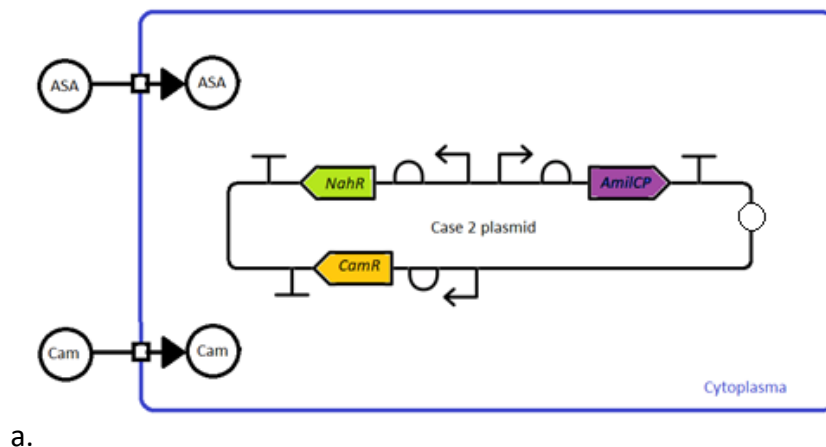 ASA ASA
NahR AmilCP
Case 2 plasmid
CamR
Cam Cam
Cytoplasma
a.